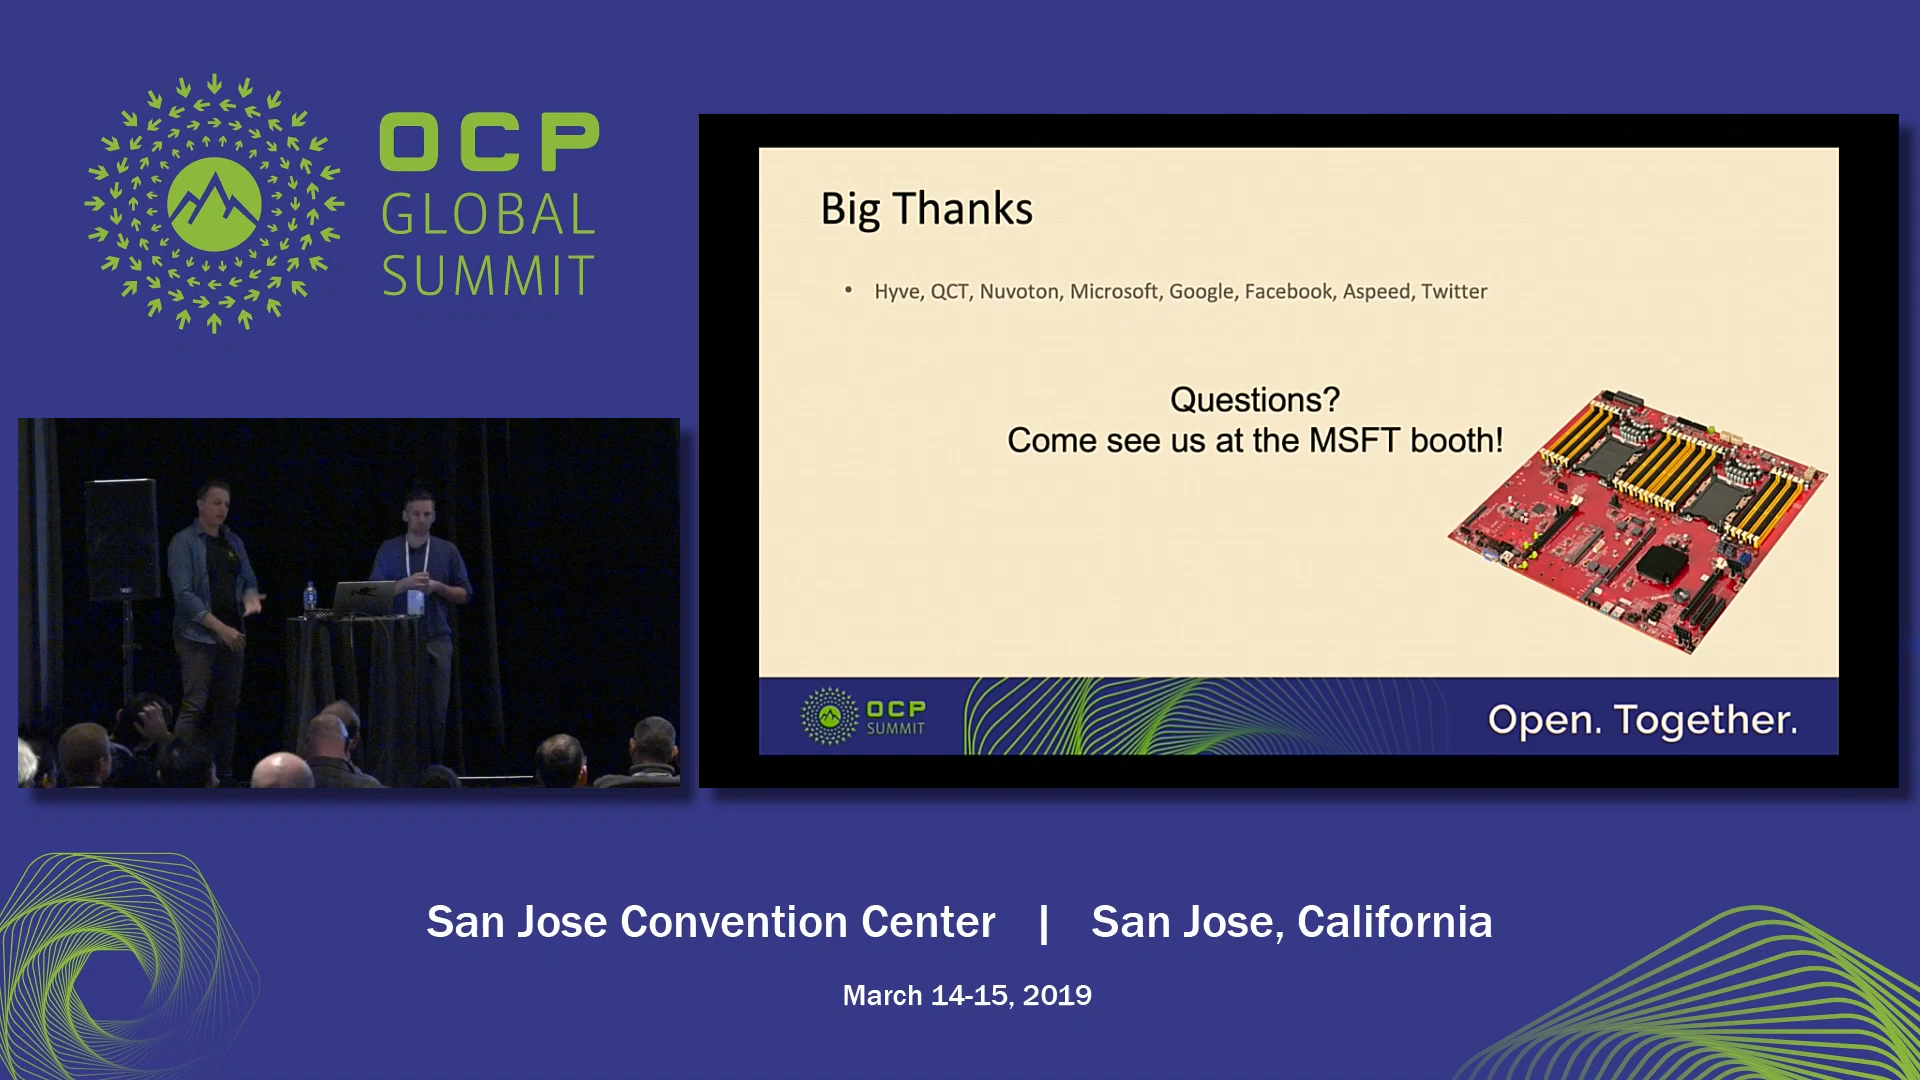 OCP
GLOBAL
SUMMIT
Big Thanks
• Hyve, QCT, Nuvoton, Microsoft, Google, Facebook, Aspeed, Twitter
Questions?
Come see us at the MSFT booth!
OCP
SUMMIT
Open. Together.
San Jose Convention Center | San Jose, California
March 14-15, 2019